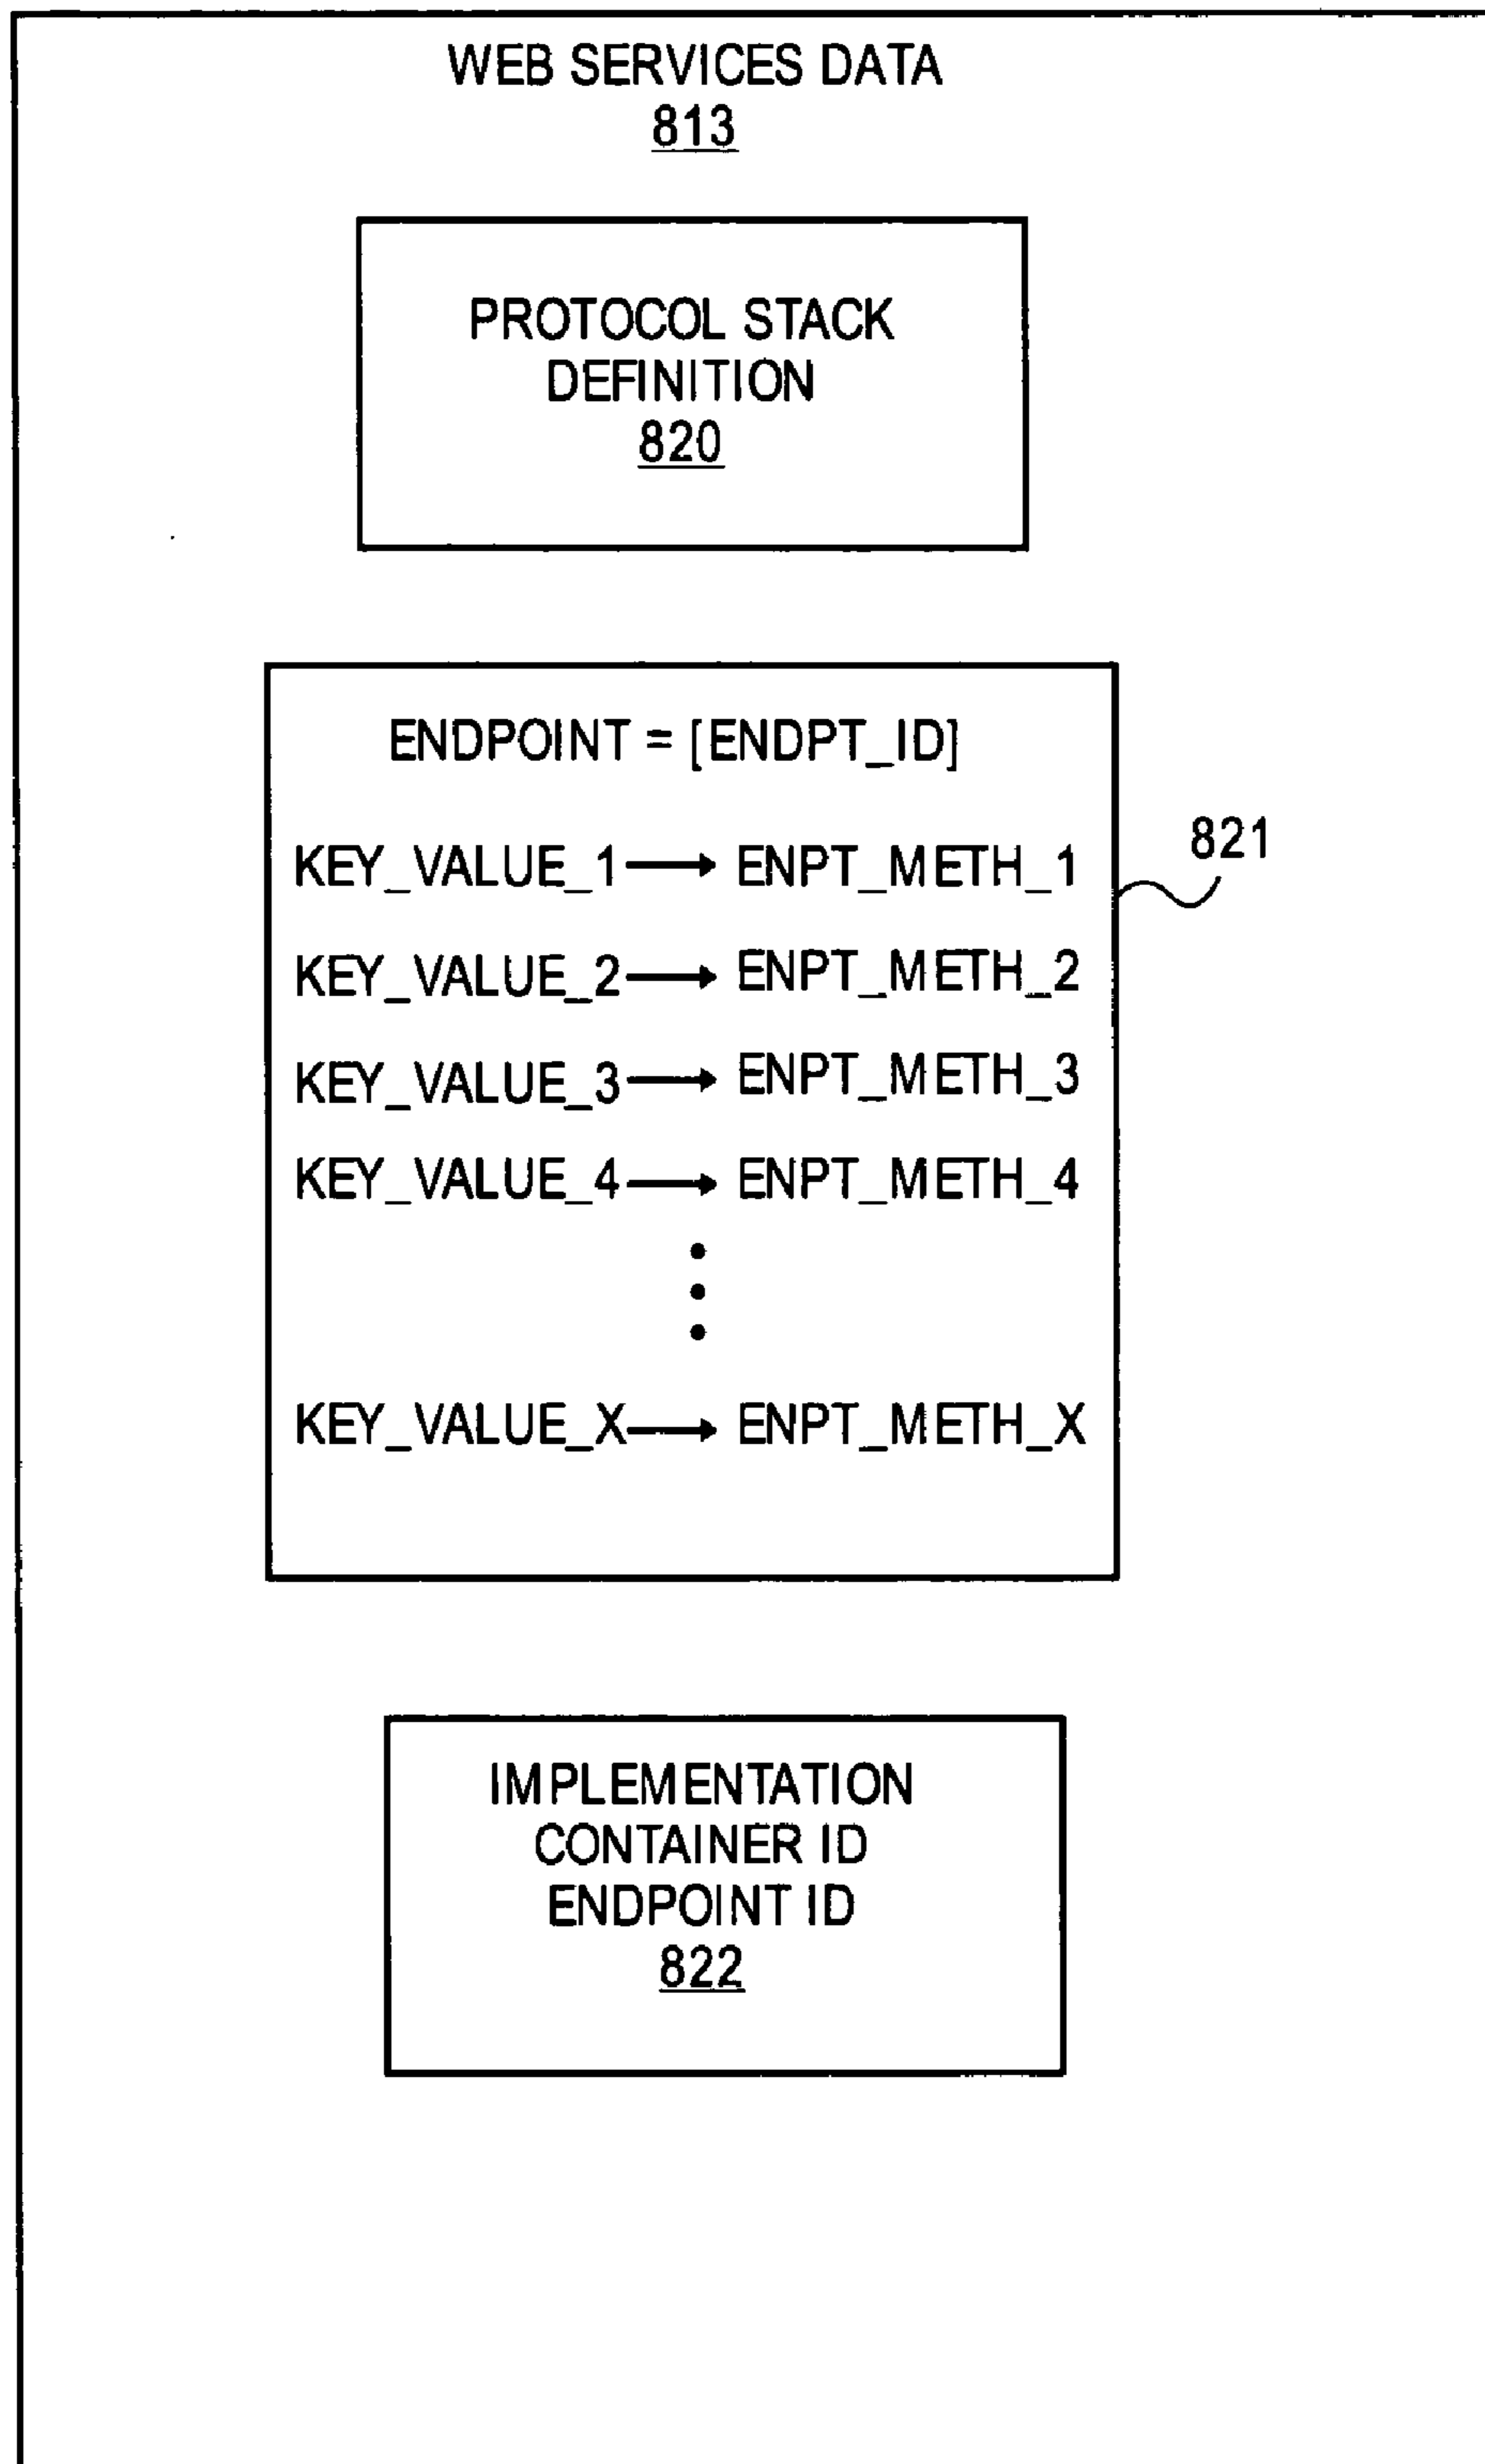 WEB SERVICES DATA
813
PROTOCOL STACK
DEFINITION
820
ENDPOINT = [ENDPT_ID]
KEY_VALUE_1 → ENPT_METH_1
821
KEY_VALUE_2 → ENPT_METH_2
KEY_VALUE_3 → ENPT_METH_3
KEY_VALUE_4 → ENPT_METH_4
KEY_VALUE_X → ENPT_METH_X
IMPLEMENTATION
CONTAINER ID
ENDPOINT ID
822